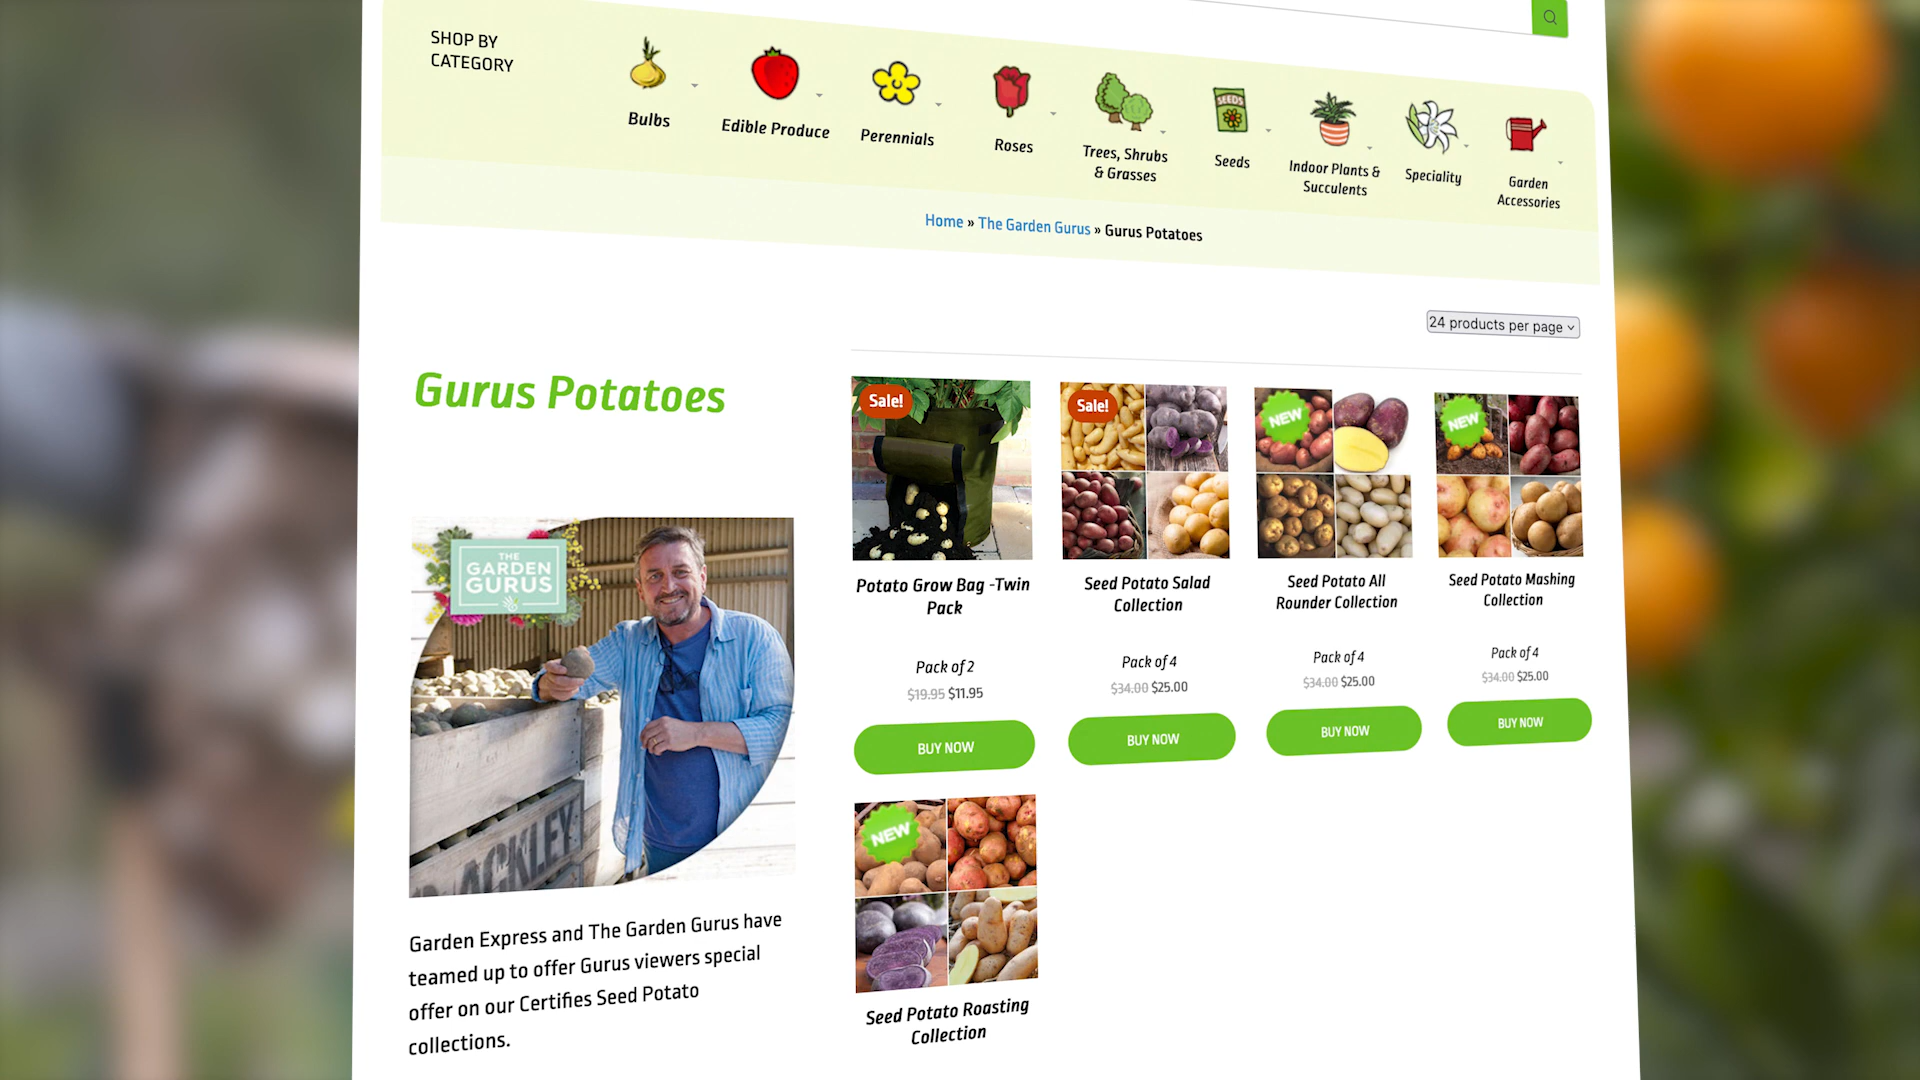 SHOP BY
CATEGORY
Bulbs
Edible Produce
Perennials
Roses
Trees, Shrubs
& Grasses
SEEDS
Seeds
Indoor Plants &
Succulents
Speciality
Garden
Accessories
Home » The Garden Gurus » Gurus Potatoes
24 products per page
Gurus Potatoes
THE
GARDEN
GURUS
Garden Express and The Garden Gurus have
teamed up to offer Gurus viewers special
offer on our Certifies Seed Potato
collections.
Sale!
Potato Grow Bag -Twin
Pack
Pack of 2
$19.95 $11.95
BUY NOW
Sale!
Seed Potato Salad
Collection
Pack of 4
$34.00 $25.00
BUY NOW
NEW
Seed Potato All
Rounder Collection
Pack of 4
$34.00 $25.00
BUY NOW
NEW
Seed Potato Mashing
Collection
Pack of 4
$34.00 $25.00
BUY NOW
NEW
Seed Potato Roasting
Collection